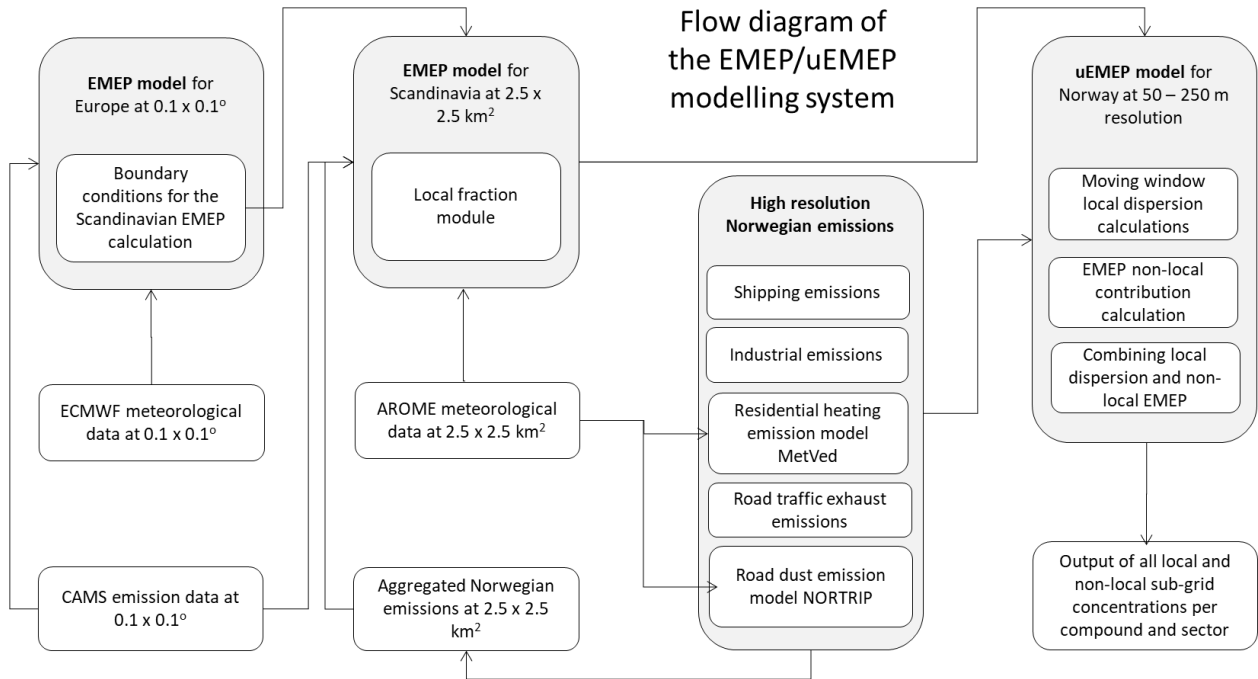 Flow diagram of
the EMEP/uEMEP
modelling system
EMEP model for
Europe at 0.1 x 0.1º
Boundary
conditions for the
Scandinavian EMEP
calculation
EMEP model for
Scandinavia at 2.5 x
2.5 km²
Local fraction
module
uEMEP model for
Norway at 50 – 250 m
resolution
Moving window
local dispersion
calculations
EMEP non-local
contribution
calculation
Combining local
dispersion and non-
local EMEP
High resolution
Norwegian emissions
Shipping emissions
Industrial emissions
Residential heating
emission model
MetVed
Road traffic exhaust
emissions
Road dust emission
model NORTRIP
ECMWF meteorological
data at 0.1 x 0.1º
AROME meteorological
data at 2.5 x 2.5 km²
CAMS emission data at
0.1 x 0.1º
Aggregated Norwegian
emissions at 2.5 x 2.5
km²
Output of all local and
non-local sub-grid
concentrations per
compound and sector